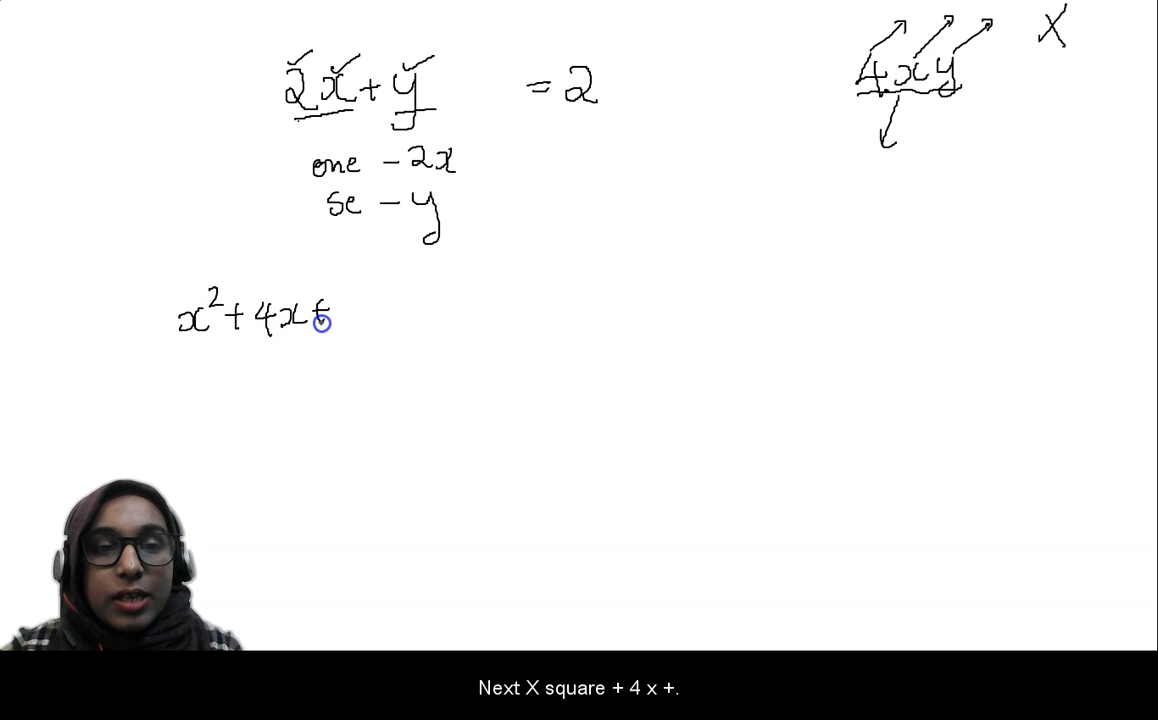 2x + y = 2
4xy
X
one - 2x
se - y
x² + 4x +
Next X square + 4 x +.